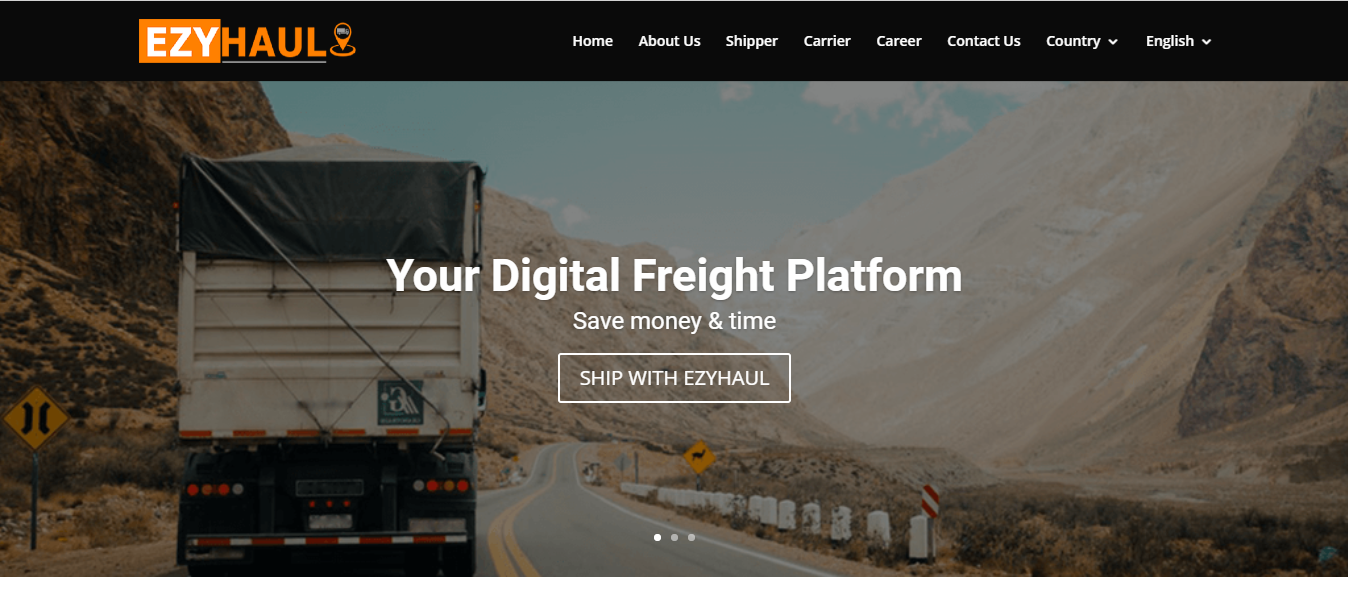 EZYHAUL
Home About Us Shipper Carrier Career Contact Us Country English
Your Digital Freight Platform
Save money & time
SHIP WITH EZYHAUL